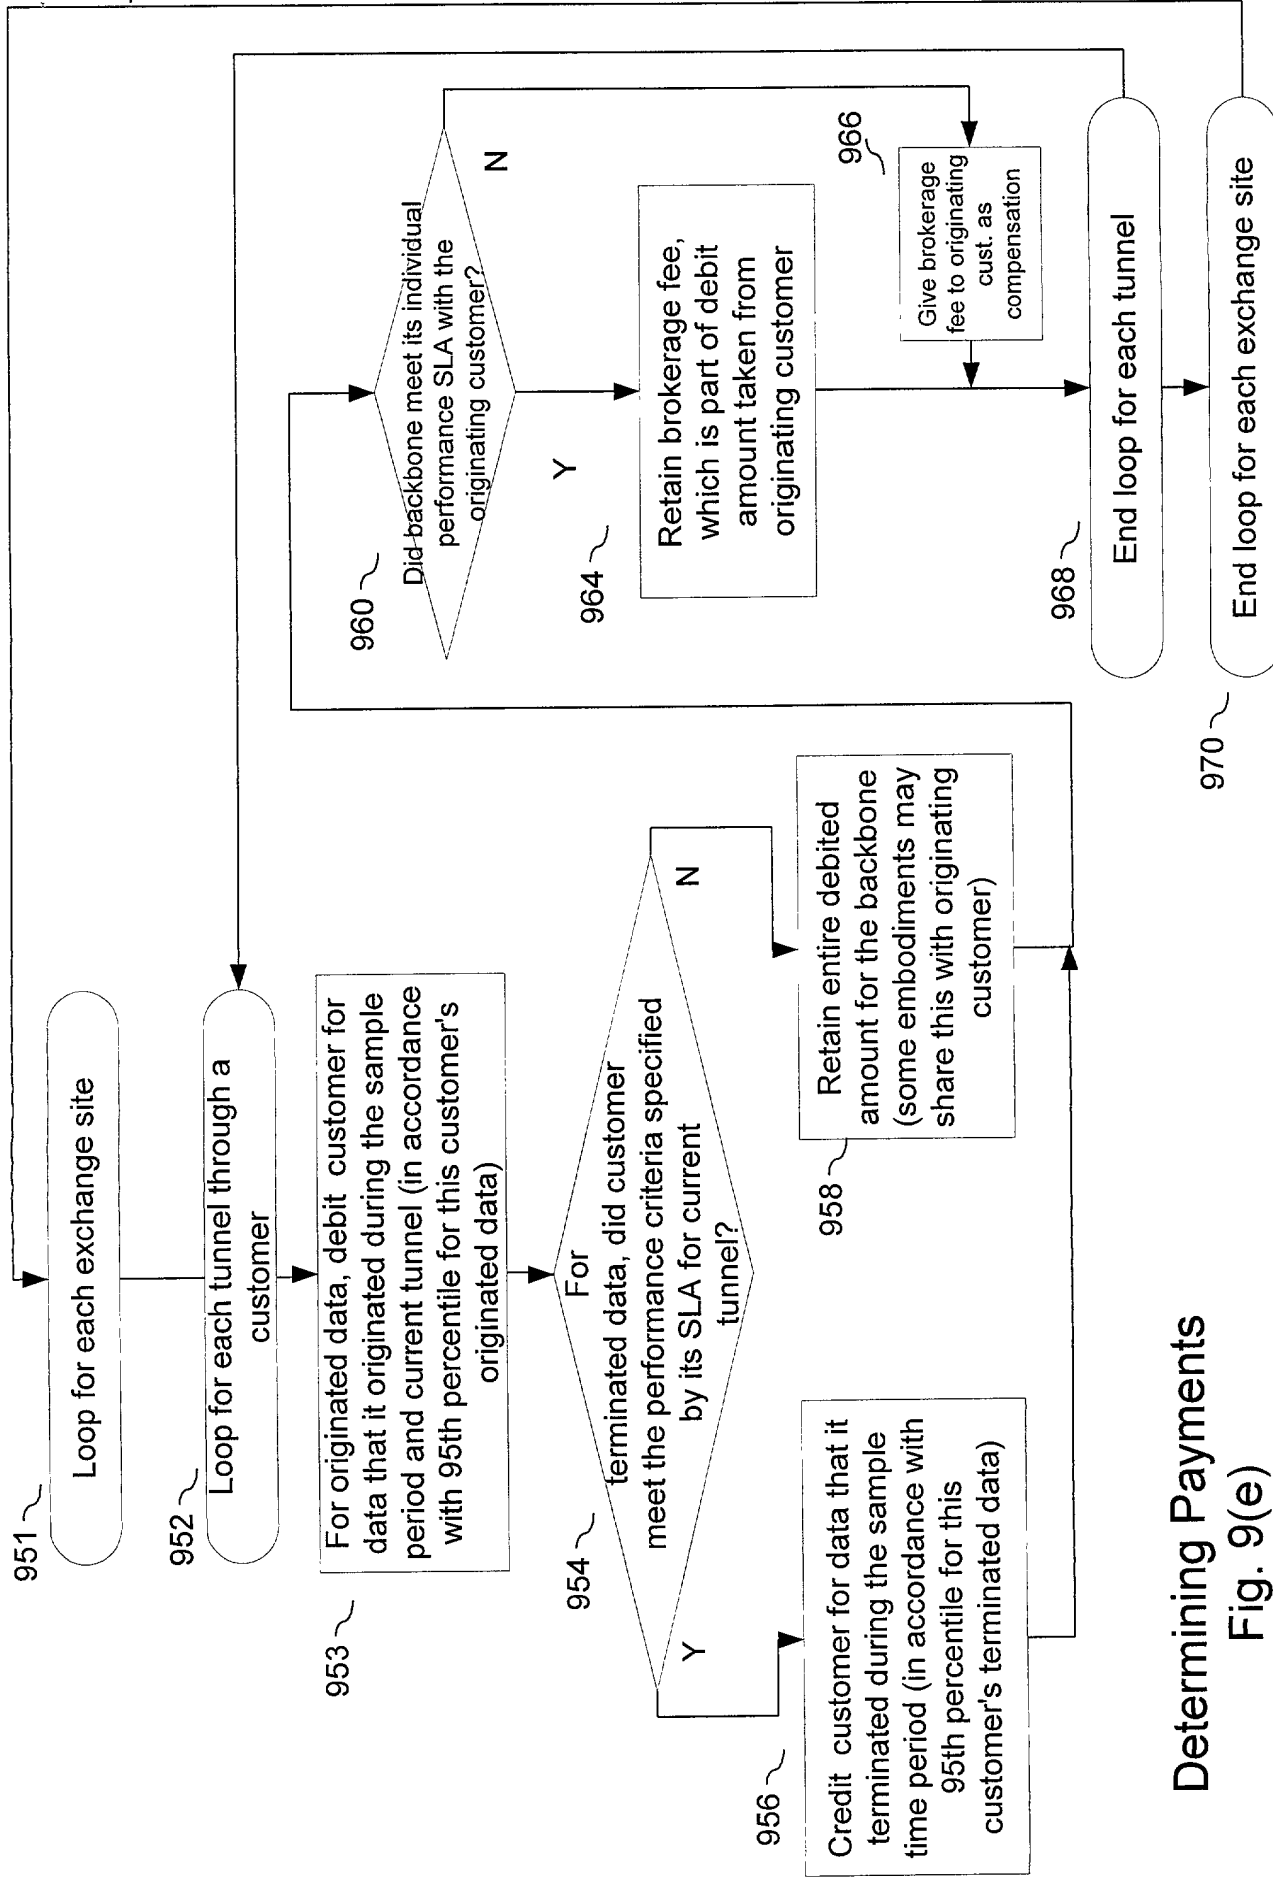 951
Loop for each exchange site
952
Loop for each tunnel through a
customer
953
For originated data, debit customer for
data that it originated during the sample
period and current tunnel (in accordance
with 95th percentile for this customer's
originated data)
954
For
terminated data, did customer
meet the performance criteria specified
by its SLA for current
tunnel?
Y
N
956
Credit customer for data that it
terminated during the sample
time period (in accordance with
95th percentile for this
customer's terminated data)
958
Retain entire debited
amount for the backbone
(some embodiments may
share this with originating
customer)
960
Did backbone meet its individual
performance SLA with the
originating customer?
Y
N
964
Retain brokerage fee,
which is part of debit
amount taken from
originating customer
966
Give brokerage
fee to originating
cust. as
compensation
968
End loop for each tunnel
970
End loop for each exchange site
Determining Payments
Fig. 9(e)